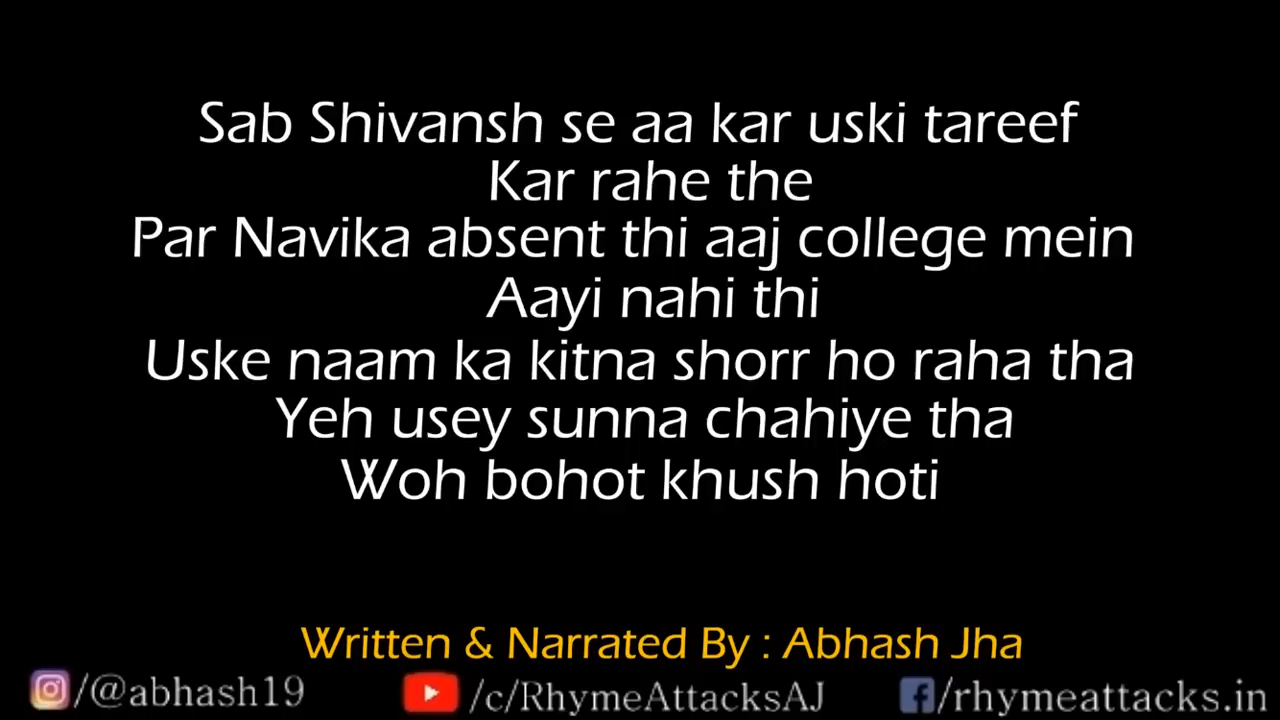 Sab Shivansh se aa kar uski tareef
Kar rahe the
Par Navika absent thi aaj college mein
Aayi nahi thi
Uske naam ka kitna shorr ho raha tha
Yeh usey sunna chahiye tha
Woh bohot khush hoti
Written & Narrated By : Abhash Jha
/@abhash19 /c/RhymeAttacksAJ /rhymeattacks.in